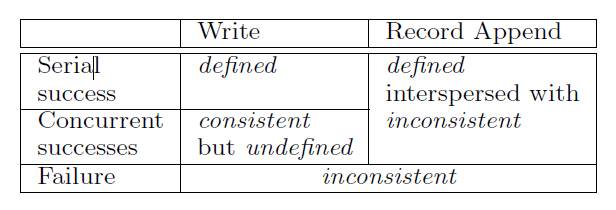 Write Record Append
Serial defined defined
success interspersed with
Concurrent consistent inconsistent
successes but undefined
Failure inconsistent